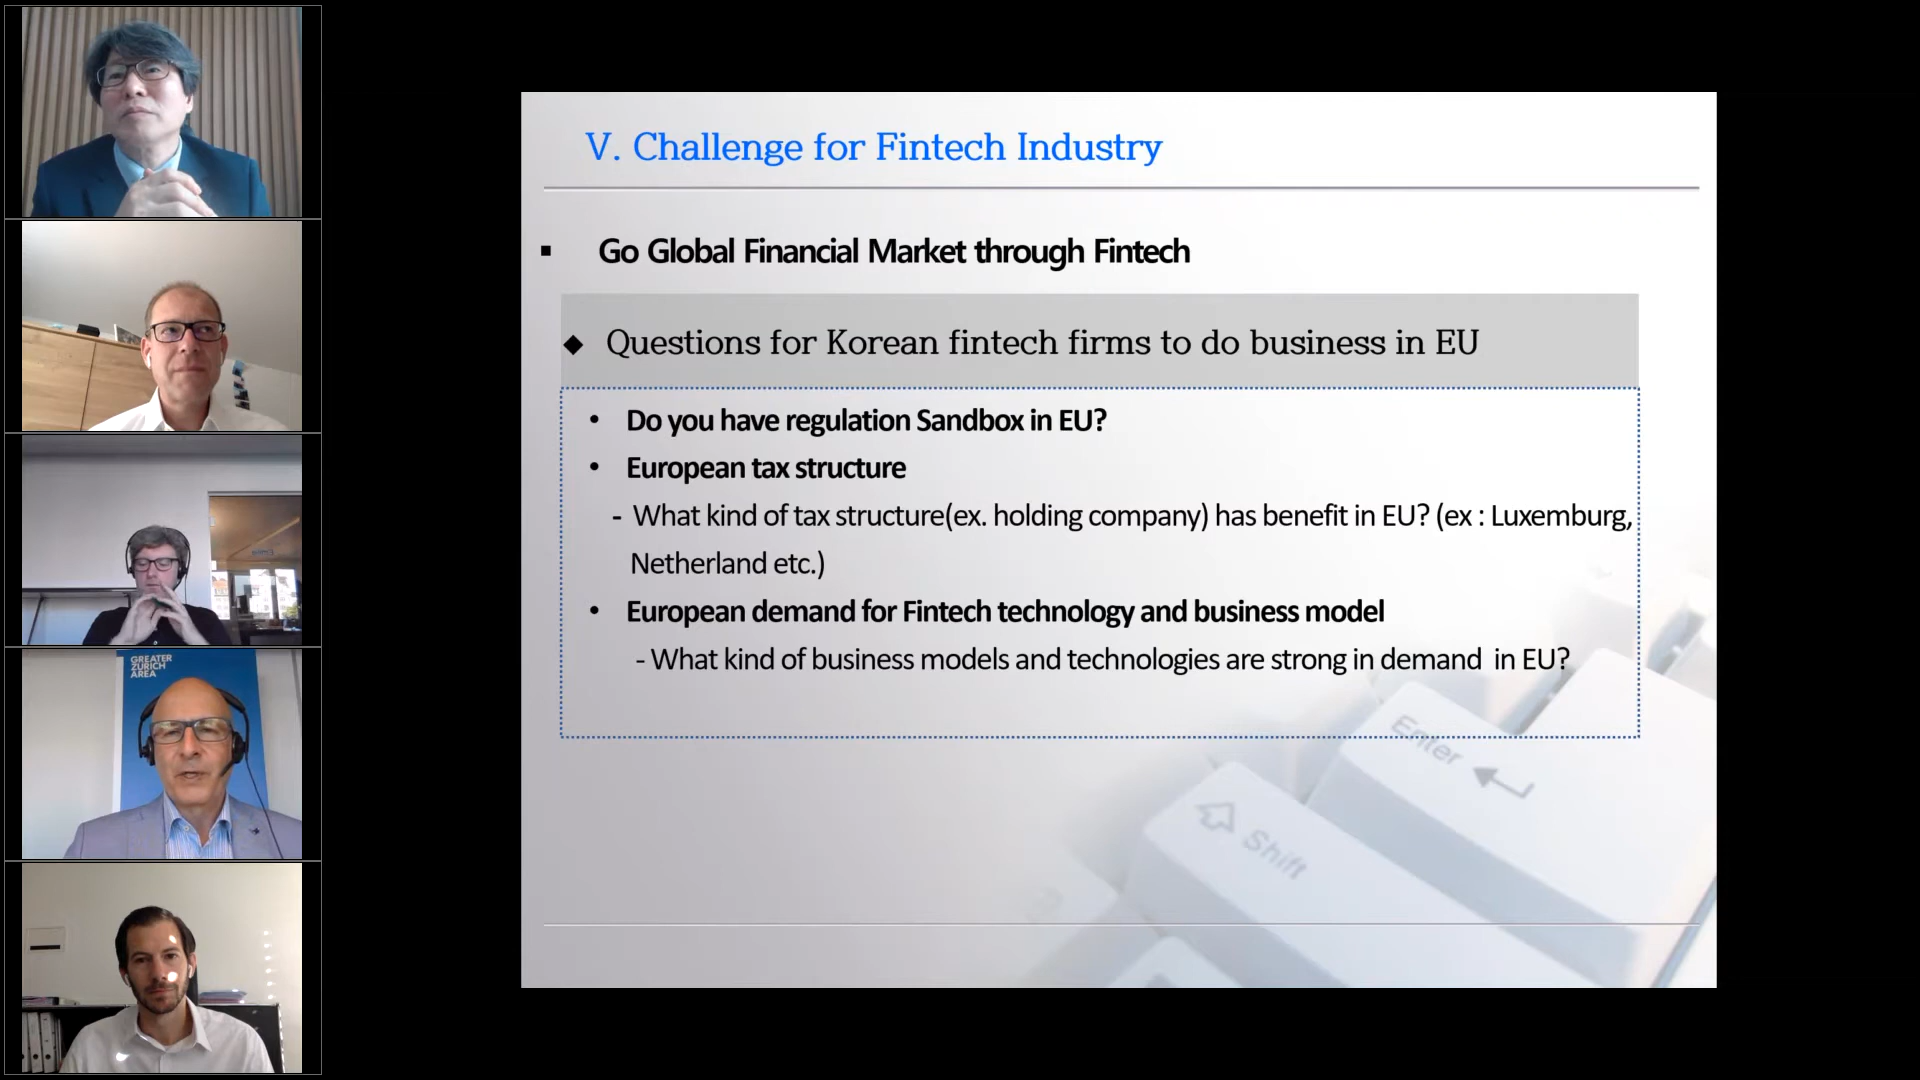 GREATER
ZURICH
AREA
V. Challenge for Fintech Industry
▪ Go Global Financial Market through Fintech
◆ Questions for Korean fintech firms to do business in EU
• Do you have regulation Sandbox in EU?
• European tax structure
- What kind of tax structure(ex. holding company) has benefit in EU? (ex : Luxemburg,
Netherland etc.)
• European demand for Fintech technology and business model
- What kind of business models and technologies are strong in demand in EU?
Enter
Shift